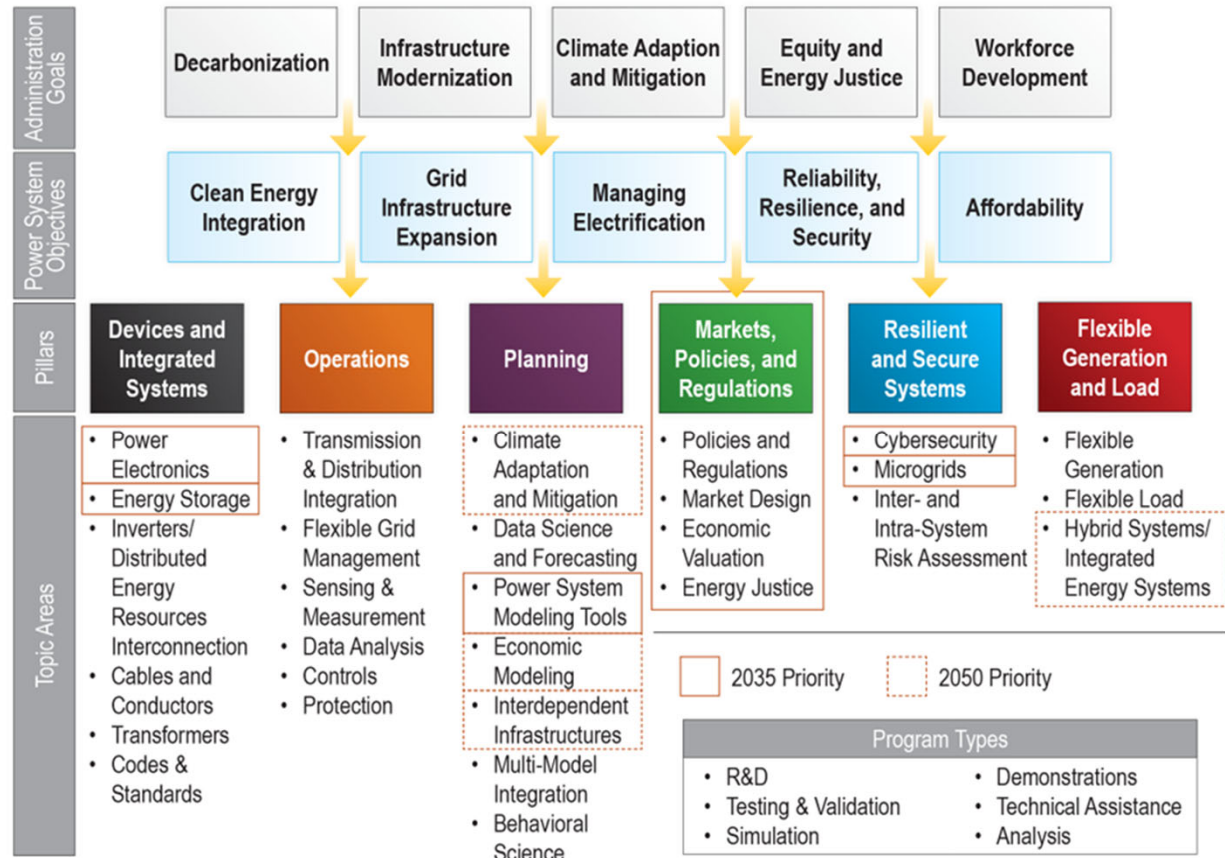 Administration
Goals
Decarbonization
Infrastructure
Modernization
Climate Adaption
and Mitigation
Equity and
Energy Justice
Workforce
Development
Power System
Objectives
Clean Energy
Integration
Grid
Infrastructure
Expansion
Managing
Electrification
Reliability,
Resilience, and
Security
Affordability
Pillars
Devices and
Integrated
Systems
Operations
Planning
Markets,
Policies, and
Regulations
Resilient
and Secure
Systems
Flexible
Generation
and Load
Topic Areas
• Power
Electronics
• Energy Storage
• Inverters/
Distributed
Energy
Resources
Interconnection
• Cables and
Conductors
• Transformers
• Codes &
Standards
• Transmission
& Distribution
Integration
• Flexible Grid
Management
• Sensing &
Measurement
• Data Analysis
• Controls
• Protection
• Climate
Adaptation
and Mitigation
• Data Science
and Forecasting
• Power System
Modeling Tools
• Economic
Modeling
• Interdependent
Infrastructures
• Multi-Model
Integration
• Behavioral
Science
• Policies and
Regulations
• Market Design
• Economic
Valuation
• Energy Justice
• Cybersecurity
• Microgrids
• Inter- and
Intra-System
Risk Assessment
• Flexible
Generation
• Flexible Load
• Hybrid Systems/
Integrated
Energy Systems
2035 Priority
2050 Priority
Program Types
• R&D
• Testing & Validation
• Simulation
• Demonstrations
• Technical Assistance
• Analysis